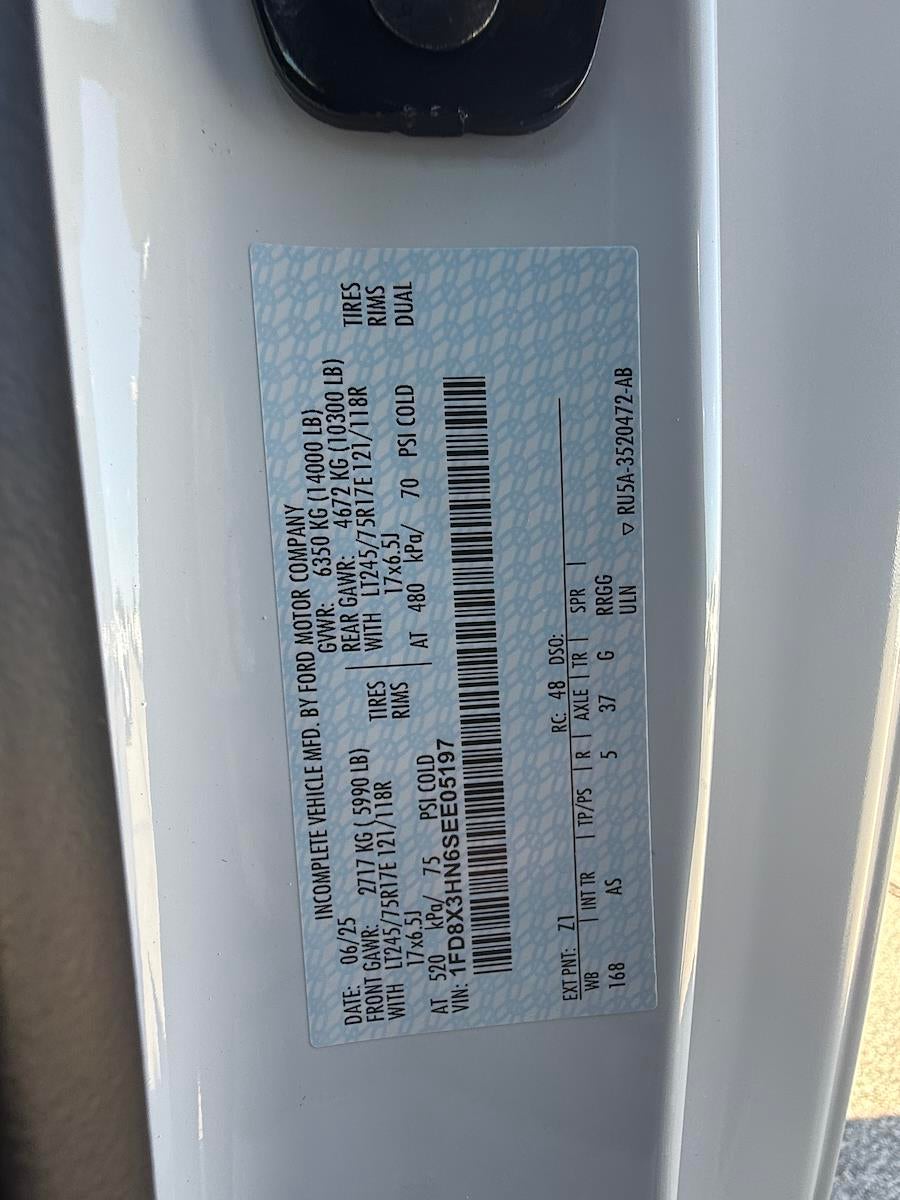 INCOMPLETE VEHICLE MFD. BY FORD MOTOR COMPANY
DATE: 06/25 GVWR: 6350 KG (14000 LB)
FRONT GAWR: 2717 KG ( 5990 LB) REAR GAWR: 4672 KG (10300 LB)
WITH LT245/75R17E 121/118R TIRES WITH LT245/75R17E 121/118R TIRES
17x6.5J RIMS 17x6.5J RIMS
AT 520 kPa/ 75 PSI COLD AT 480 kPa/ 70 PSI COLD DUAL
VIN: 1FD8X3HN6SEE05197
EXT PNT: Z1 RC: 48 DSO:
WB INT TR TP/PS R AXLE TR SPR
168 AS 5 37 G RRGG
ULN
▽ RU5A-3520472-AB